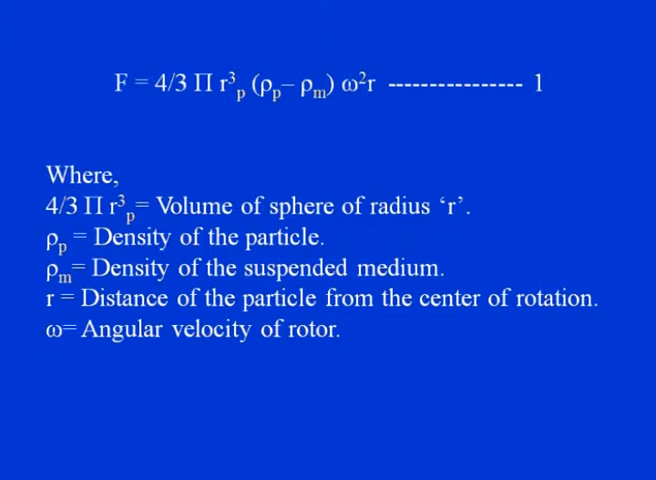 F = 4/3 Π r³ₚ (ρₚ– ρₘ) ω²r ---------------- 1
Where,
4/3 Π r³ₚ= Volume of sphere of radius ‘r’.
ρₚ = Density of the particle.
ρₘ= Density of the suspended medium.
r = Distance of the particle from the center of rotation.
ω= Angular velocity of rotor.